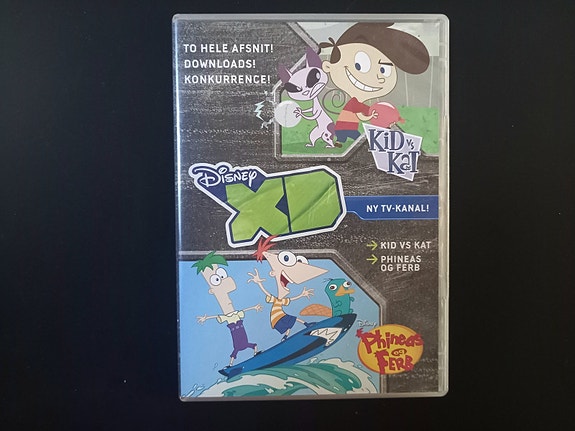 TO HELE AFSNIT!
DOWNLOADS!
KONKURRENCE!
KiD vs
Kat
Disney
XD
NY TV-KANAL!
→ KID VS KAT
→ PHINEAS
OG FERB
Disney
Phineas
og
FERB